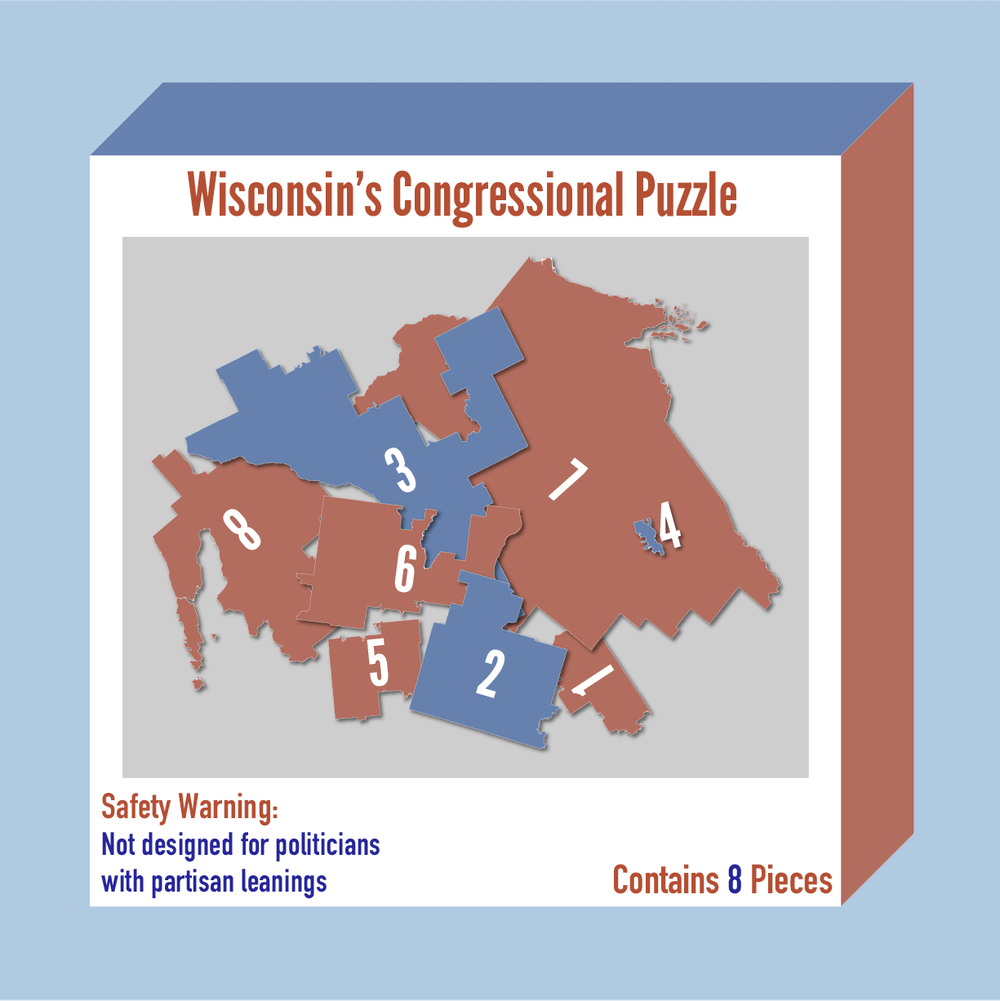 Wisconsin's Congressional Puzzle
7
3
4
8
6
5
2
1
Safety Warning:
Not designed for politicians
with partisan leanings
Contains 8 Pieces